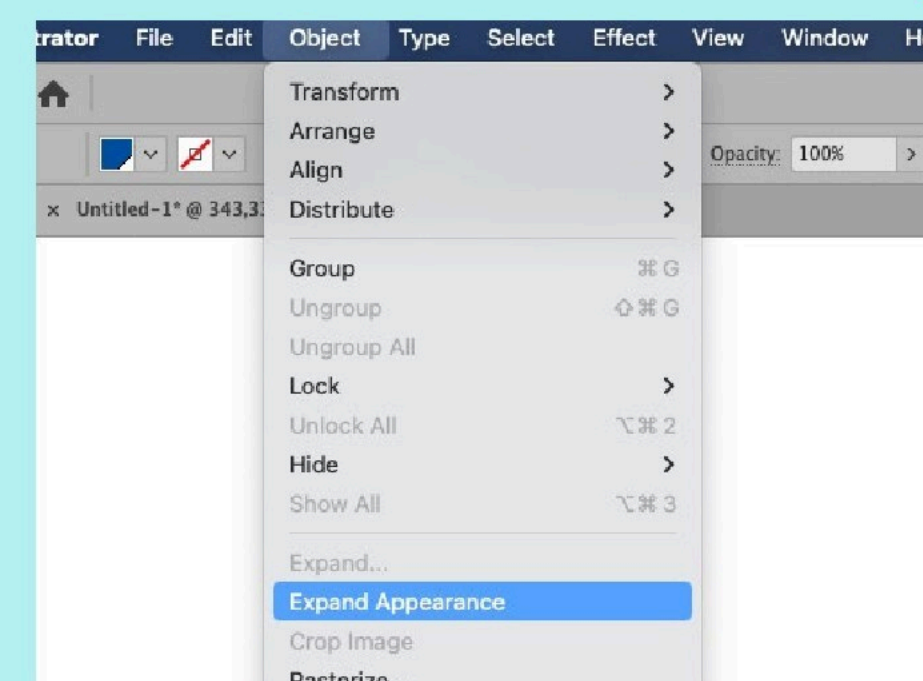 trator File Edit Object Type Select Effect View Window H
Opacity: 100%
× Untitled-1* @ 343,3
Transform
Arrange
Align
Distribute
Group ⌘ G
Ungroup ⇧ ⌘ G
Ungroup All
Lock
Unlock All ⌥ ⌘ 2
Hide
Show All ⌥ ⌘ 3
Expand...
Expand Appearance
Crop Image
Rasterize